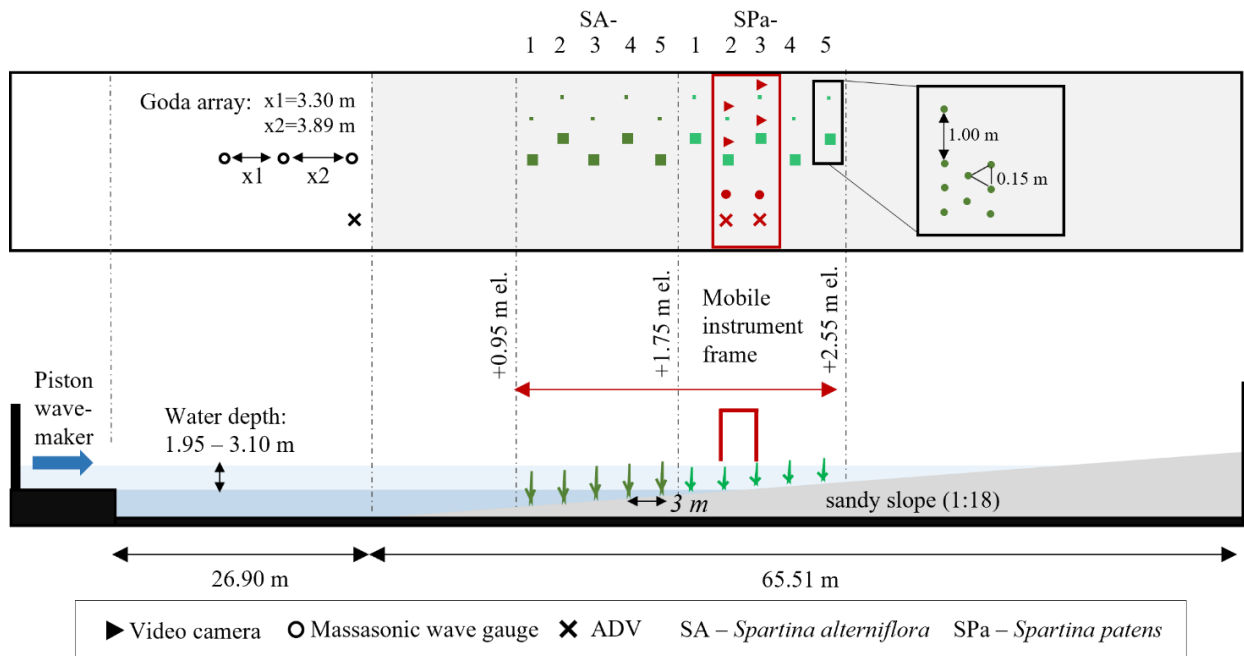 SA-
SPa-
1 2 3 4 5 1 2 3 4 5
Goda array: x1=3.30 m
x2=3.89 m
x1 x2
1.00 m
0.15 m
+0.95 m el.
+1.75 m el.
+2.55 m el.
Mobile
instrument
frame
Piston
wave-
maker
Water depth:
1.95 – 3.10 m
3 m
sandy slope (1:18)
26.90 m
65.51 m
Video camera Massasonic wave gauge ADV SA – Spartina alterniflora SPa – Spartina patens